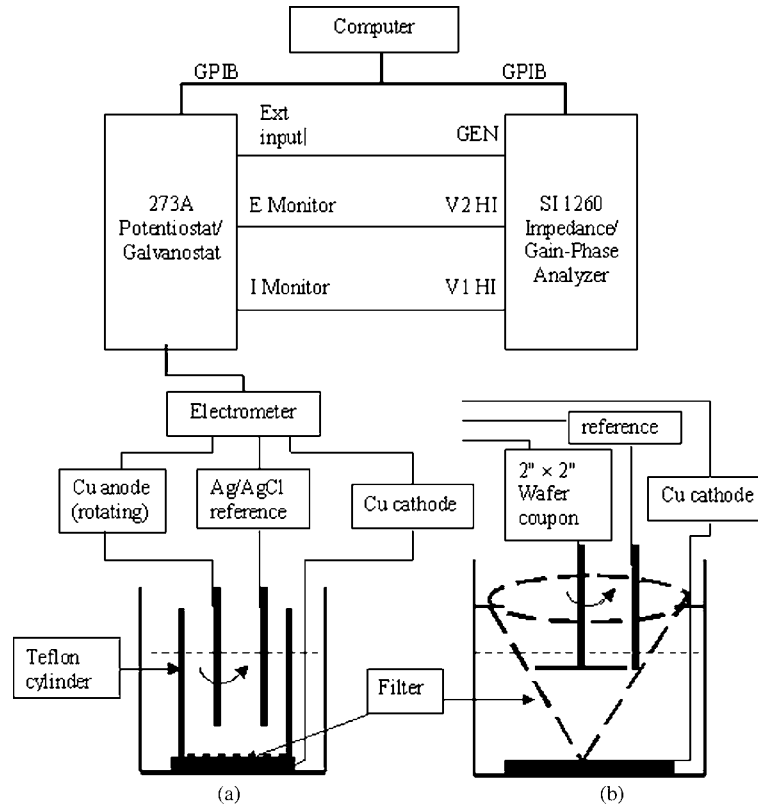 Computer
GPIB
GPIB
Ext
input
GEN
273A
Potentiostat/
Galvanostat
E Monitor
V2 HI
SI 1260
Impedance/
Gain-Phase
Analyzer
I Monitor
V1 HI
Electrometer
reference
Cu anode
(rotating)
Ag/AgCl
reference
Cu cathode
2" × 2"
Wafer
coupon
Cu cathode
Teflon
cylinder
Filter
(a)
(b)